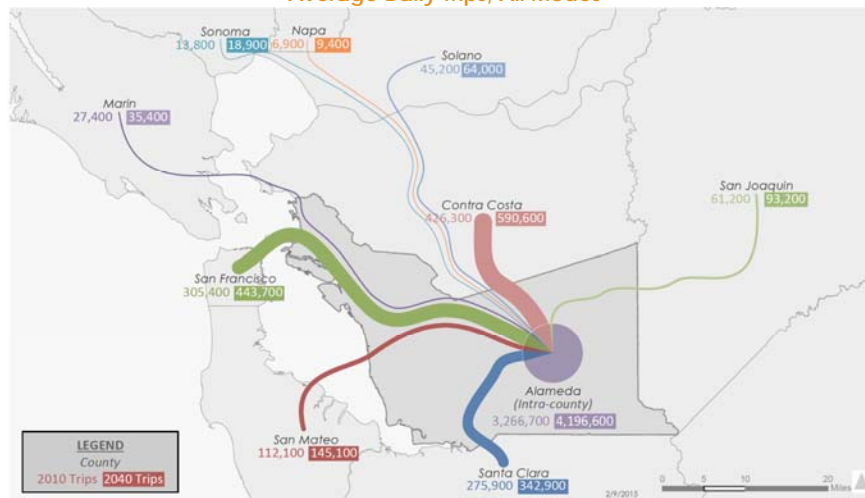 Average Daily Trips, All Modes
Sonoma
13,800 18,900
Napa
6,900 9,400
Solano
45,200 64,000
Marin
27,400 35,400
San Joaquin
61,200 93,200
Contra Costa
426,300 590,600
San Francisco
305,400 443,700
Alameda
(Intra-county)
3,266,700 4,196,600
San Mateo
112,100 145,100
Santa Clara
275,900 342,900
LEGEND
County
2010 Trips 2040 Trips
0 5 10 20
Miles
2/9/2015